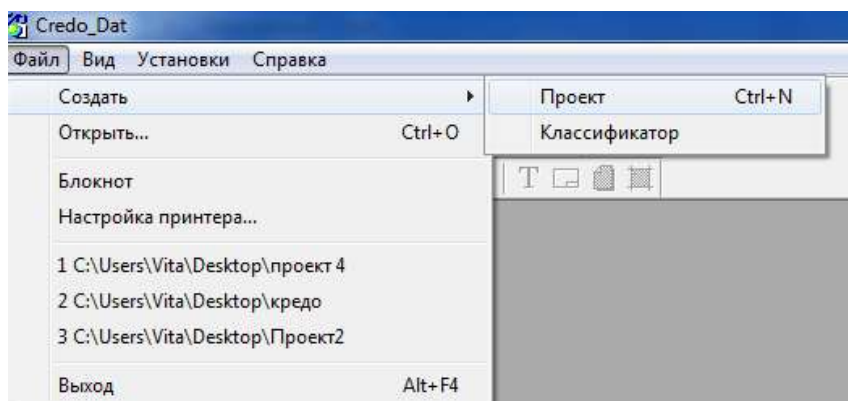 Credo_Dat
Файл Вид Установки Справка
Создать
Проект Ctrl+N
Открыть... Ctrl+O
Классификатор
Блокнот
T
Настройка принтера...
1 C:\Users\Vita\Desktop\проект 4
2 C:\Users\Vita\Desktop\кредо
3 C:\Users\Vita\Desktop\Проект2
Выход Alt+F4